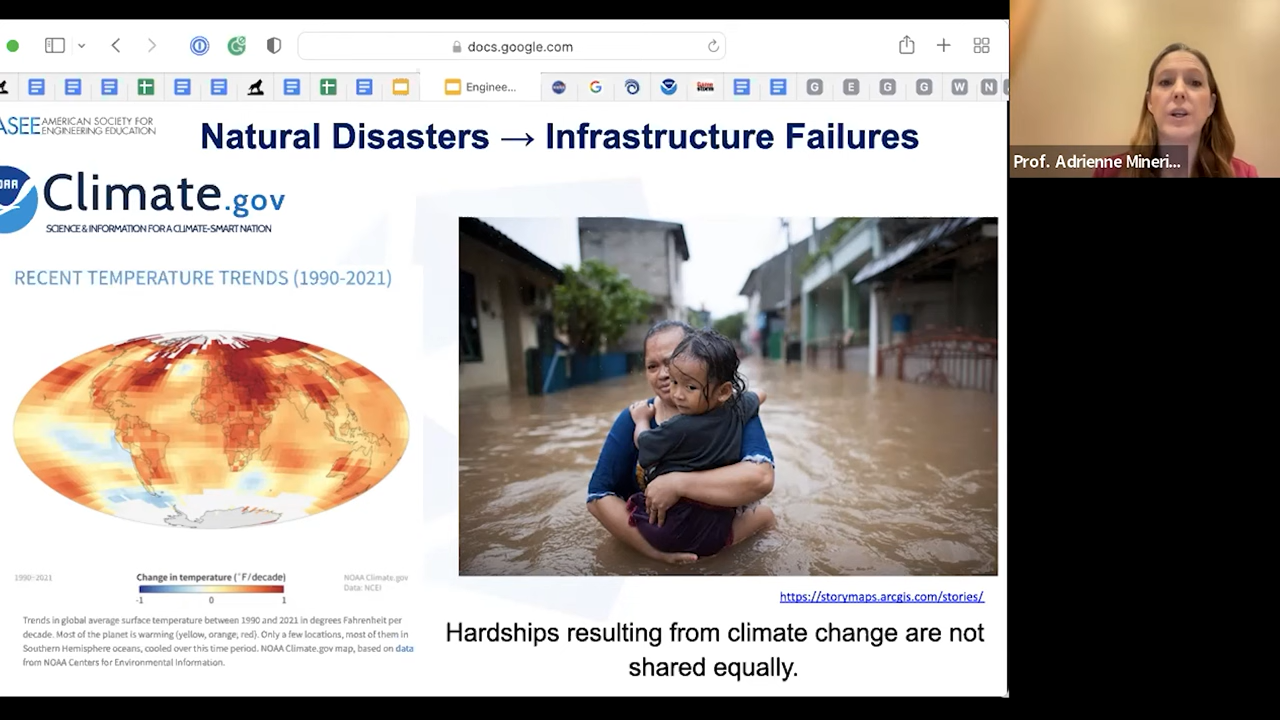 docs.google.com
Enginee...
G
E
G
G
W
N
ASEE AMERICAN SOCIETY FOR
ENGINEERING EDUCATION
Natural Disasters → Infrastructure Failures
Climate.gov
SCIENCE & INFORMATION FOR A CLIMATE-SMART NATION
RECENT TEMPERATURE TRENDS (1990-2021)
1990-2021
Change in temperature (°F/decade)
-1 0 1
NOAA Climate.gov
Data: NCEI
Trends in global average surface temperature between 1990 and 2021 in degrees Fahrenheit per
decade. Most of the planet is warming (yellow, orange, red). Only a few locations, most of them in
Southern Hemisphere oceans, cooled over this time period. NOAA Climate.gov map, based on data
from NOAA Centers for Environmental Information.
https://storymaps.arcgis.com/stories/
Hardships resulting from climate change are not
shared equally.
Prof. Adrienne Mineri...